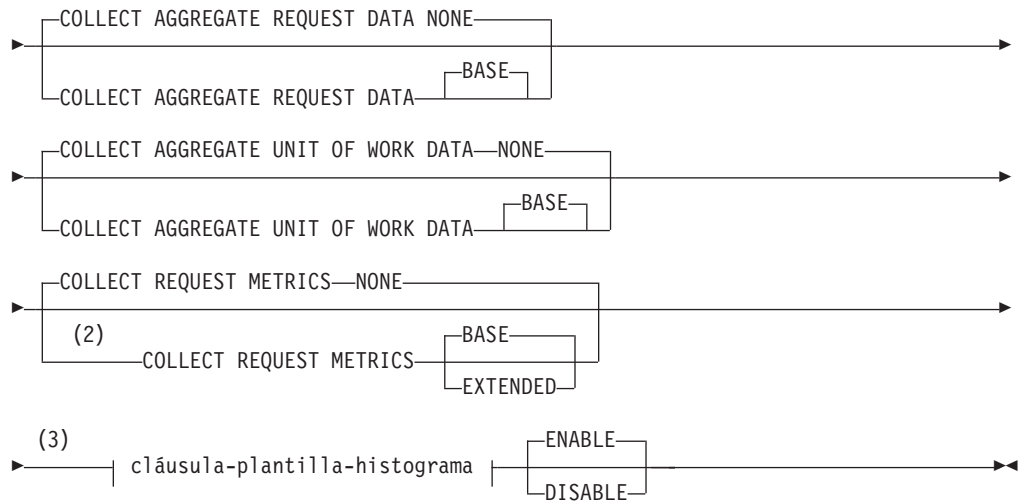 COLLECT AGGREGATE REQUEST DATA NONE
BASE
COLLECT AGGREGATE REQUEST DATA
COLLECT AGGREGATE UNIT OF WORK DATA NONE
BASE
COLLECT AGGREGATE UNIT OF WORK DATA
COLLECT REQUEST METRICS NONE
(2) BASE
COLLECT REQUEST METRICS
EXTENDED
(3) ENABLE
cláusula-plantilla-histograma
DISABLE